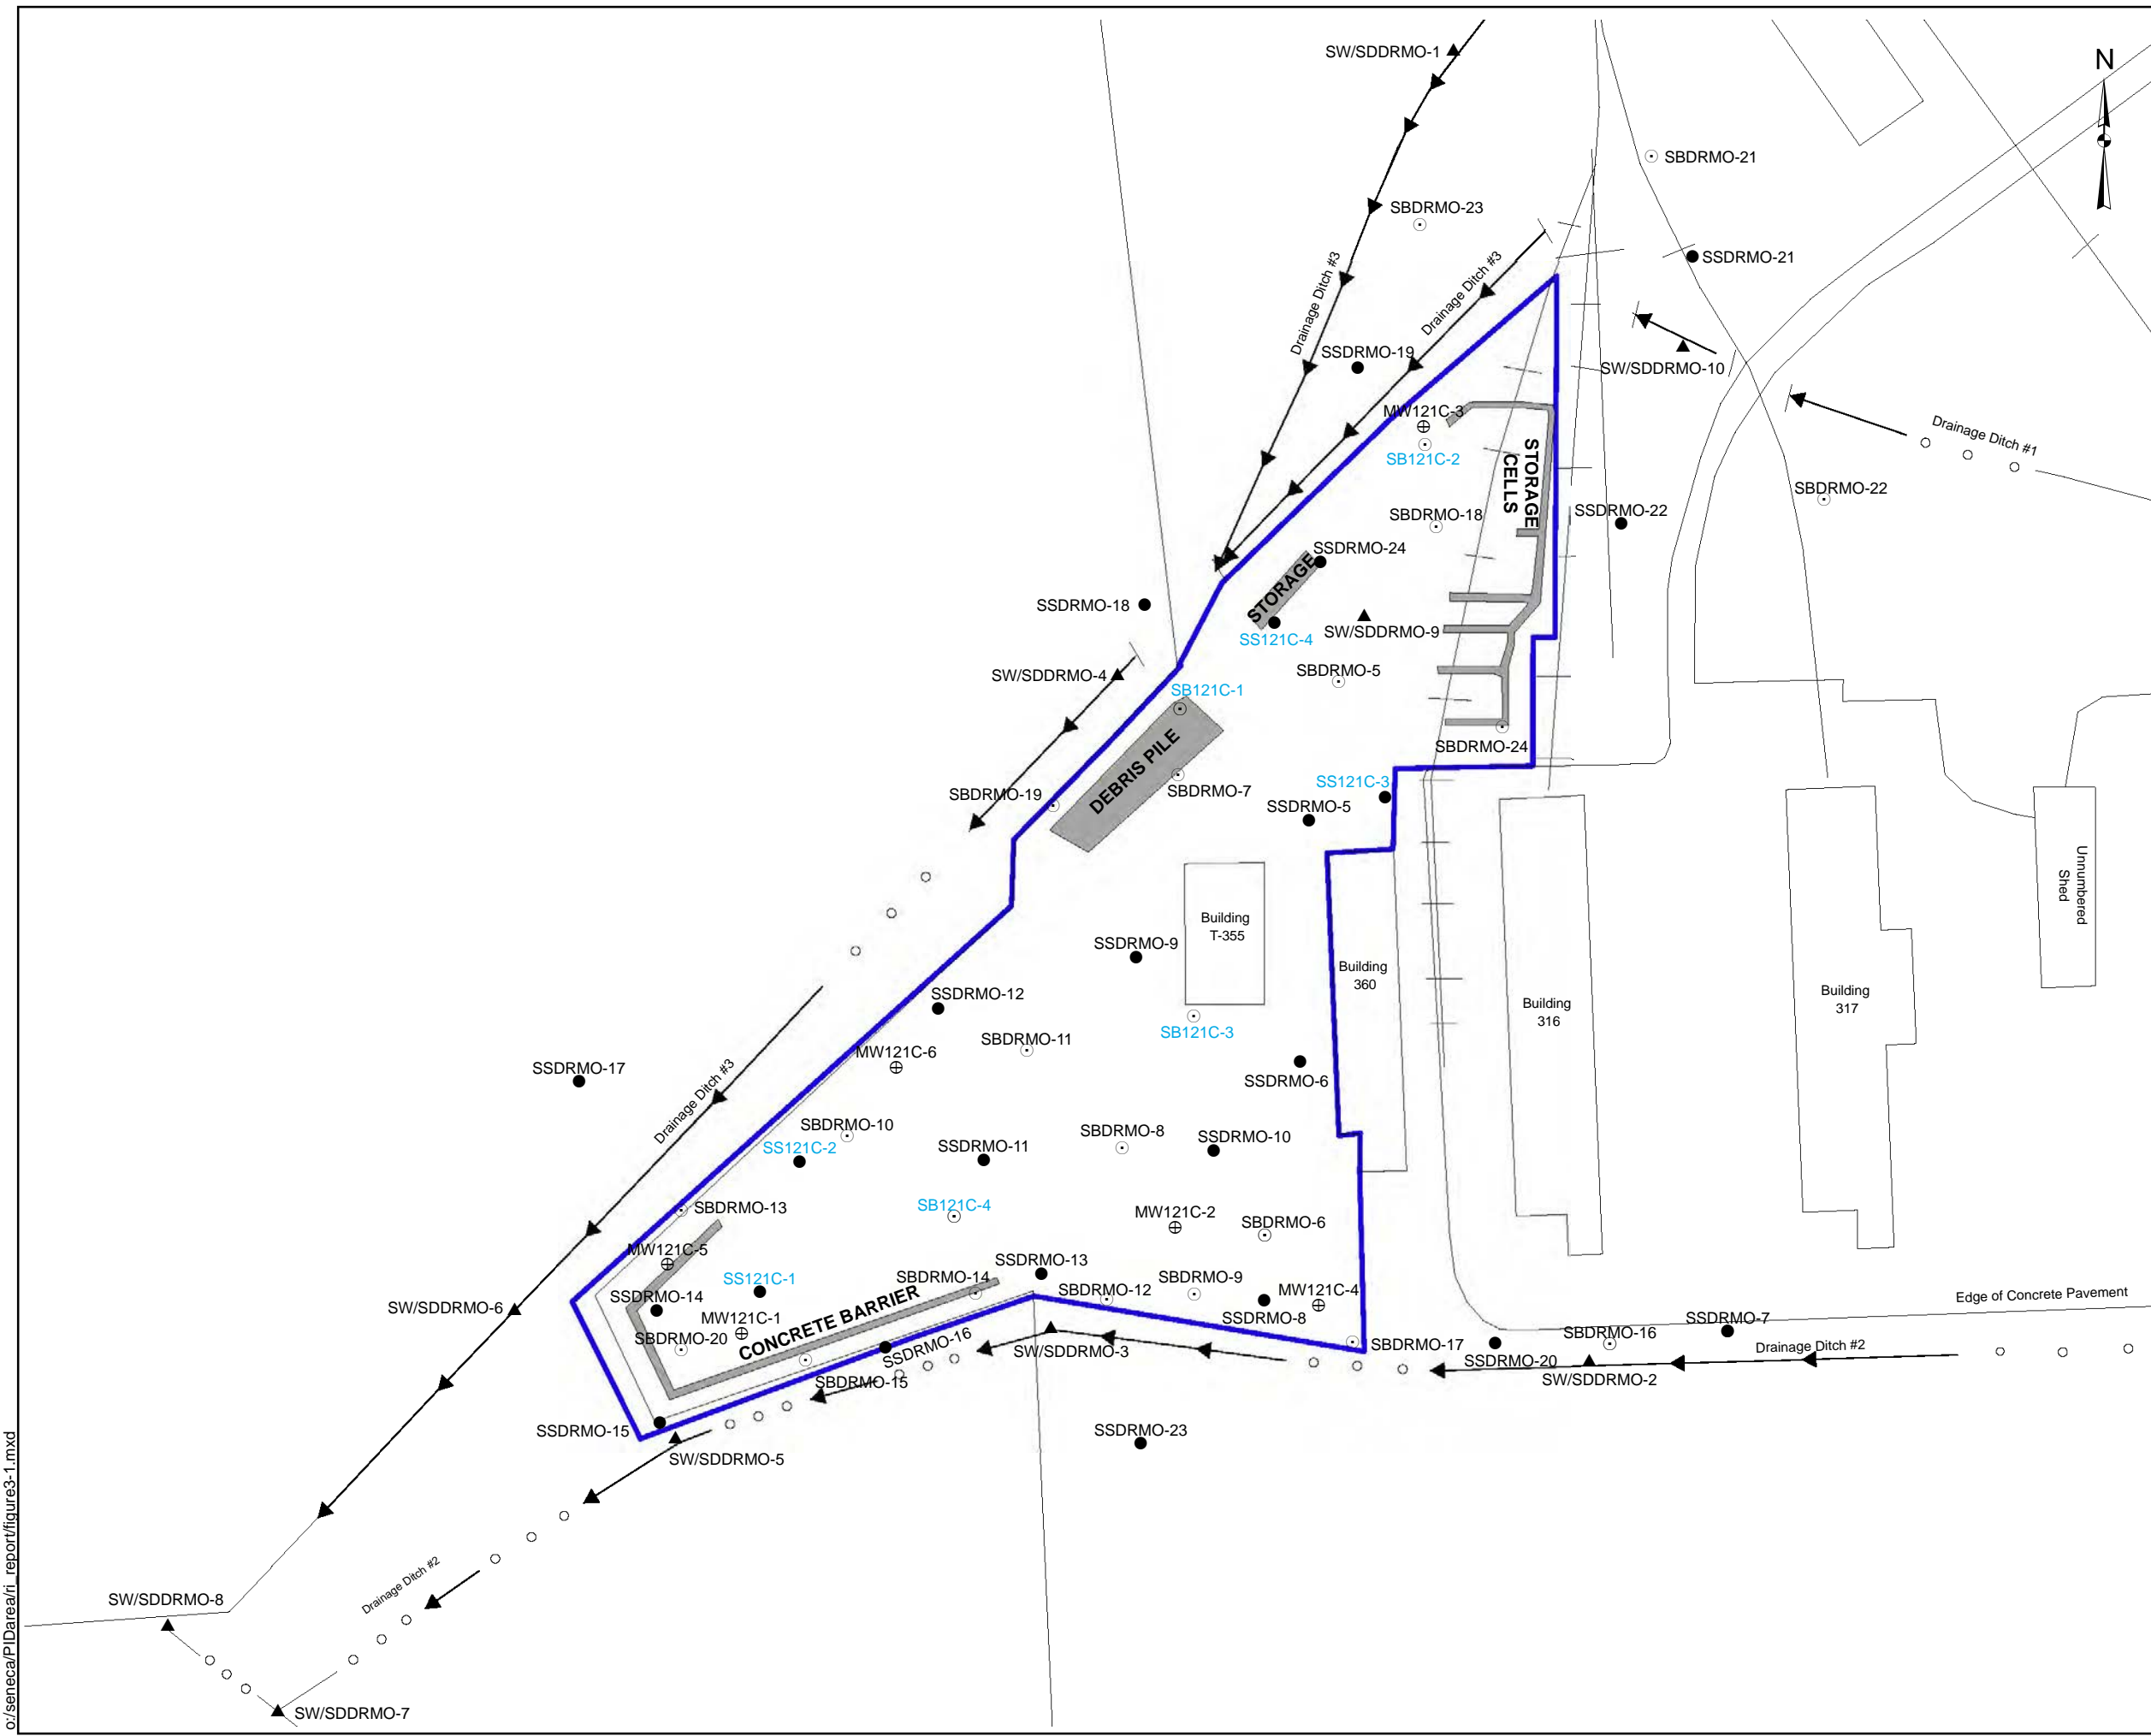 SW/SDDRMO-1
N
SBDRMO-21
SBDRMO-23
SSDRMO-21
Drainage Ditch #3
Drainage Ditch #3
SSDRMO-19
SW/SDDRMO-10
MW121C-3
Drainage Ditch #1
SB121C-2
STORAGE
CELLS
SBDRMO-22
SBDRMO-18
SSDRMO-22
SSDRMO-24
STORAGE
SSDRMO-18
SS121C-4
SW/SDDRMO-9
SW/SDDRMO-4
SBDRMO-5
SB121C-1
SBDRMO-24
DEBRIS PILE
SS121C-3
SBDRMO-19
SBDRMO-7
SSDRMO-5
Unnumbered
Shed
Building
T-355
SSDRMO-9
Building
360
SSDRMO-12
Building
316
Building
317
SB121C-3
SBDRMO-11
MW121C-6
SSDRMO-17
SSDRMO-6
Drainage Ditch #3
SBDRMO-10
SS121C-2
SBDRMO-8
SSDRMO-10
SSDRMO-11
SBDRMO-13
SB121C-4
MW121C-2
SBDRMO-6
MW121C-5
SSDRMO-13
SS121C-1
SBDRMO-14
SBDRMO-9
SBDRMO-12
MW121C-4
SSDRMO-14
Edge of Concrete Pavement
SW/SDDRMO-6
MW121C-1
SSDRMO-8
SSDRMO-7
CONCRETE BARRIER
SBDRMO-20
SSDRMO-16
SW/SDDRMO-3
SBDRMO-17
SBDRMO-16
SSDRMO-20
Drainage Ditch #2
SBDRMO-15
SW/SDDRMO-2
SSDRMO-15
SSDRMO-23
SW/SDDRMO-5
Drainage Ditch #2
SW/SDDRMO-8
SW/SDDRMO-7
o:/seneca/PIDarea/ri_report/figure3-1.mxd